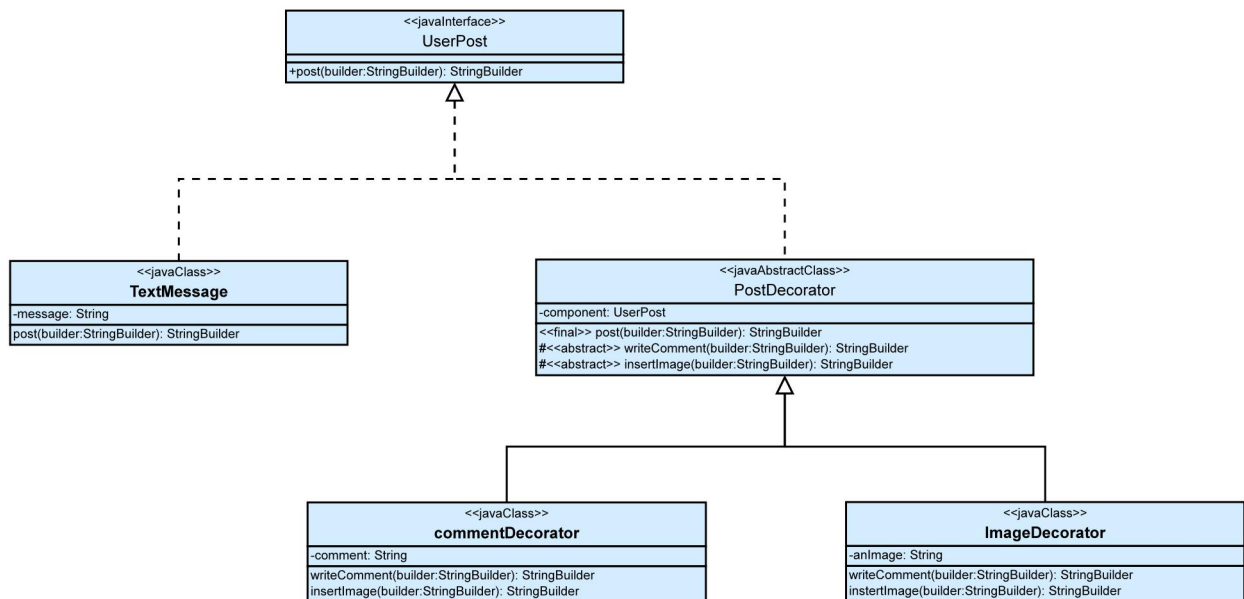 <<javaInterface>>
UserPost
+post(builder:StringBuilder): StringBuilder
<<javaClass>>
TextMessage
-message: String
post(builder:StringBuilder): StringBuilder
<<javaAbstractClass>>
PostDecorator
-component: UserPost
<<final>> post(builder:StringBuilder): StringBuilder
#<<abstract>> writeComment(builder:StringBuilder): StringBuilder
#<<abstract>> insertImage(builder:StringBuilder): StringBuilder
<<javaClass>>
commentDecorator
-comment: String
writeComment(builder:StringBuilder): StringBuilder
insertImage(builder:StringBuilder): StringBuilder
<<javaClass>>
ImageDecorator
-anImage: String
writeComment(builder:StringBuilder): StringBuilder
instertImage(builder:StringBuilder): StringBuilder